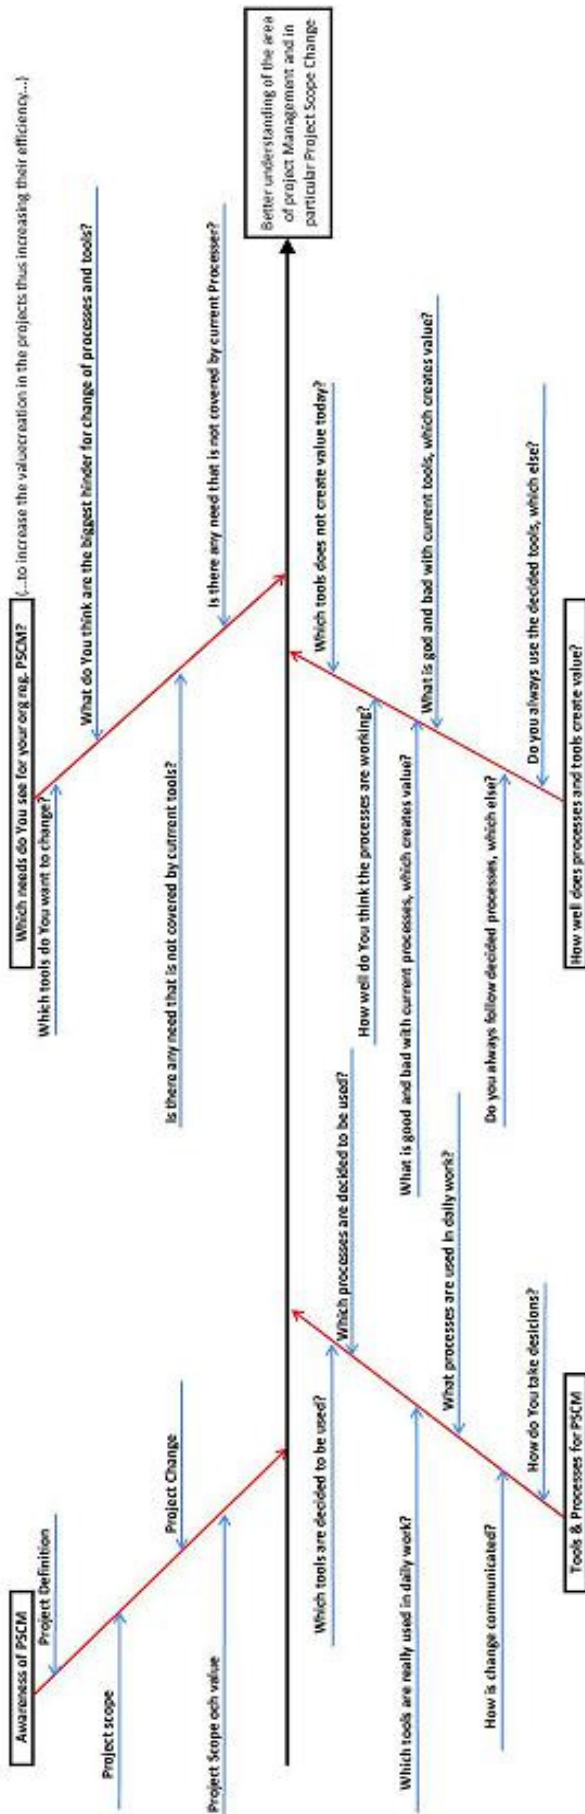 Awareness of PSCM
Project Definition
Project scope
Project Change
Project Scope och value
Which needs do You see for your org reg. PSCM?
(...to increase the valuecreation in the projects thus increasing their efficiency...)
Which tools do You want to change?
What do You think are the biggest hinder for change of processes and tools?
Is there any need that is not covered by cutrrent tools?
Is there any need that is not covered by current Processer?
Better understanding of the area
of project Management and in
particular Project Scope Change
Which tools are decided to be used?
Which processes are decided to be used?
Which tools are really used in daily work?
What processes are used in daily work?
How is change communicated?
How do You take desicions?
Tools & Processes for PSCM
Which tools does not create value today?
How well do You think the processes are working?
What is good and bad with current processes, which creates value?
What is god and bad with current tools, which creates value?
Do you always follow decided processes, which else?
Do you always use the decided tools, which else?
How well does processes and tools create value?